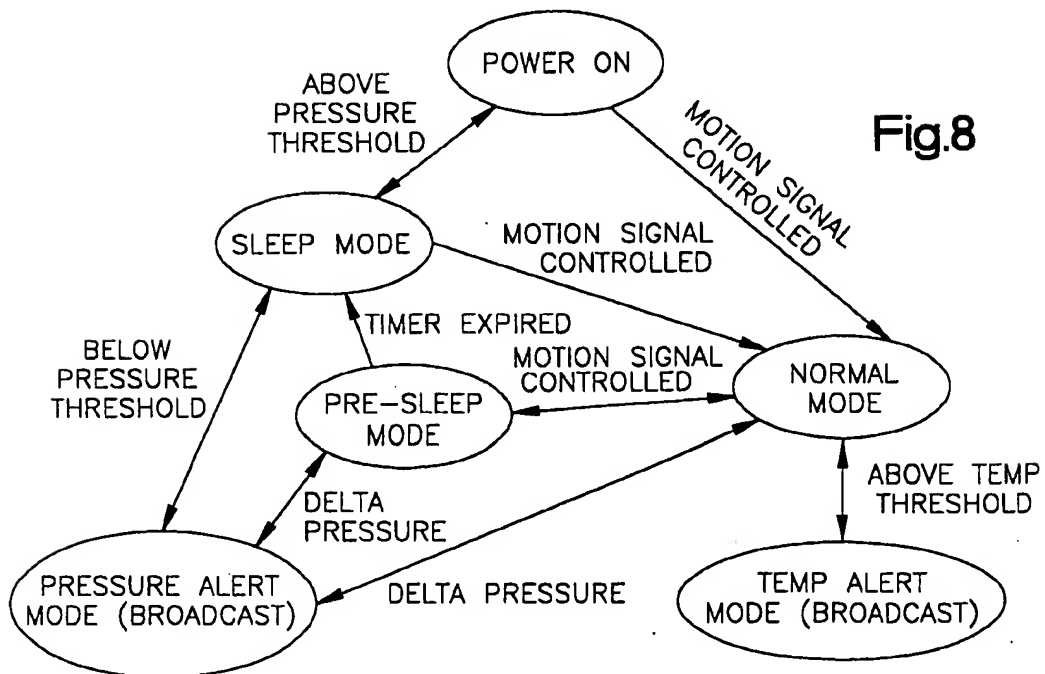 POWER ON
ABOVE
PRESSURE
THRESHOLD
Fig.8
MOTION SIGNAL
CONTROLLED
SLEEP MODE
MOTION SIGNAL
CONTROLLED
TIMER EXPIRED
BELOW
PRESSURE
THRESHOLD
MOTION SIGNAL
CONTROLLED
NORMAL
MODE
PRE-SLEEP
MODE
ABOVE TEMP
THRESHOLD
DELTA
PRESSURE
PRESSURE ALERT
MODE (BROADCAST)
DELTA PRESSURE
TEMP ALERT
MODE (BROADCAST)